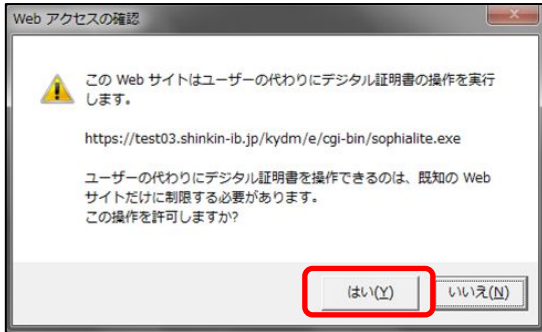 Web アクセスの確認
この Web サイトはユーザーの代わりにデジタル証明書の操作を実行
します。
https://test03.shinkin-ib.jp/kydm/e/cgi-bin/sophialite.exe
ユーザーの代わりにデジタル証明書を操作できるのは、既知の Web
サイトだけに制限する必要があります。
この操作を許可しますか?
はい(Y) いいえ(N)